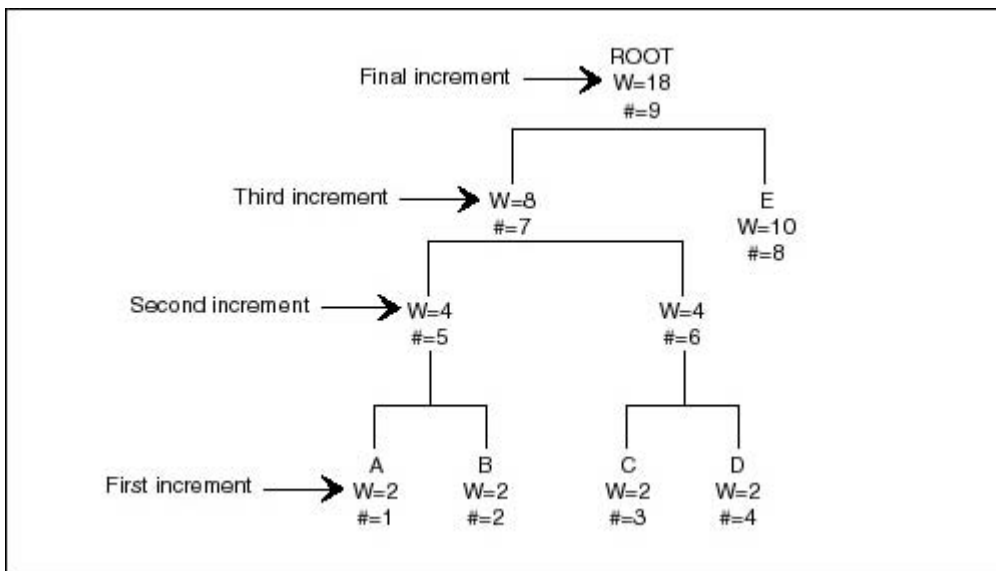 ROOT
Final increment
W=18
#=9
Third increment
W=8
#=7
E
W=10
#=8
Second increment
W=4
#=5
W=4
#=6
A B C D
First increment
W=2 W=2 W=2 W=2
#=1 #=2 #=3 #=4